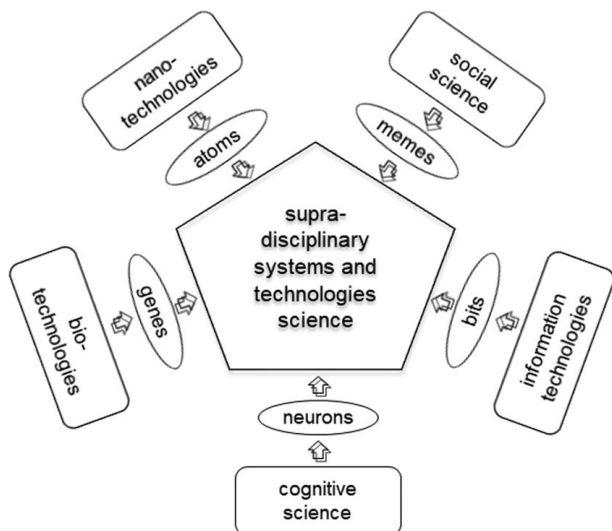 nano-
technologies
atoms
social
science
memes
supra-
disciplinary
systems and
technologies
science
bio-
technologies
genes
bits
information
technologies
neurons
cognitive
science